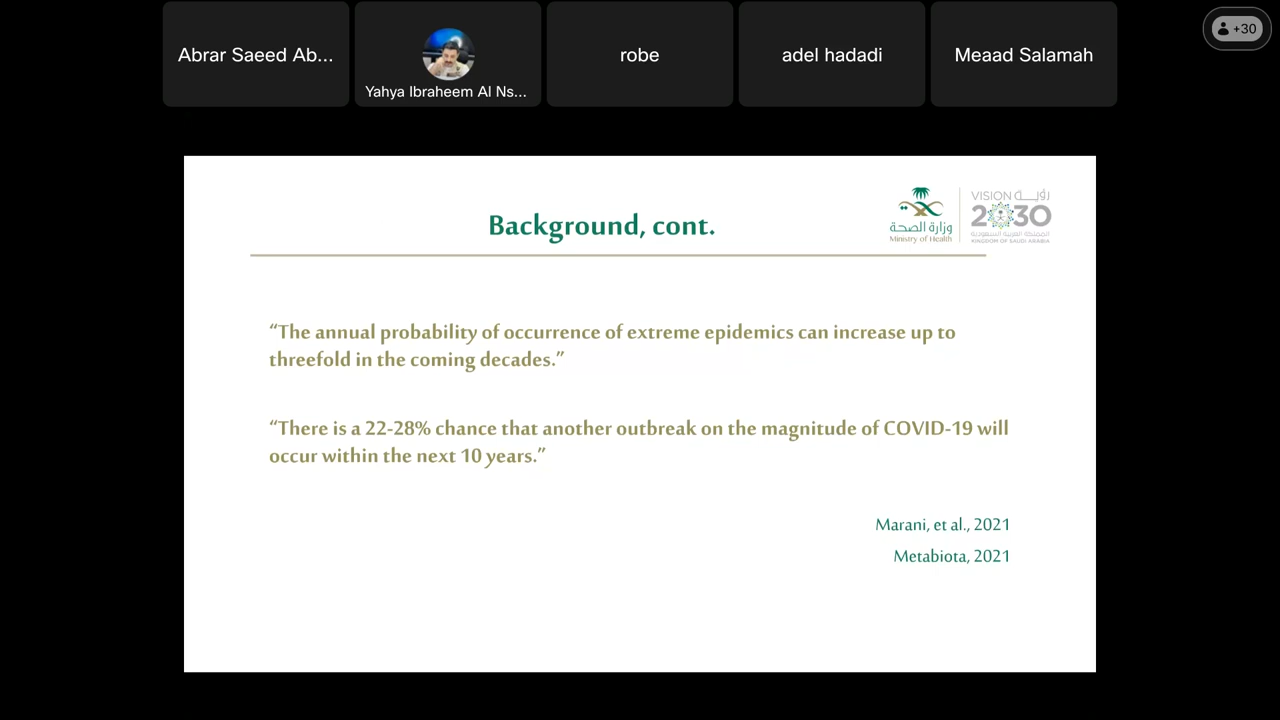 Abrar Saeed Ab...
Yahya Ibraheem Al Ns...
robe
adel hadadi
Meaad Salamah
+30
Background, cont.
وزارة الصحة
Ministry of Health
VISION رؤيـــة
2030
المملكة العربية السعودية
KINGDOM OF SAUDI ARABIA
“The annual probability of occurrence of extreme epidemics can increase up to
threefold in the coming decades.”
“There is a 22-28% chance that another outbreak on the magnitude of COVID-19 will
occur within the next 10 years.”
Marani, et al., 2021
Metabiota, 2021